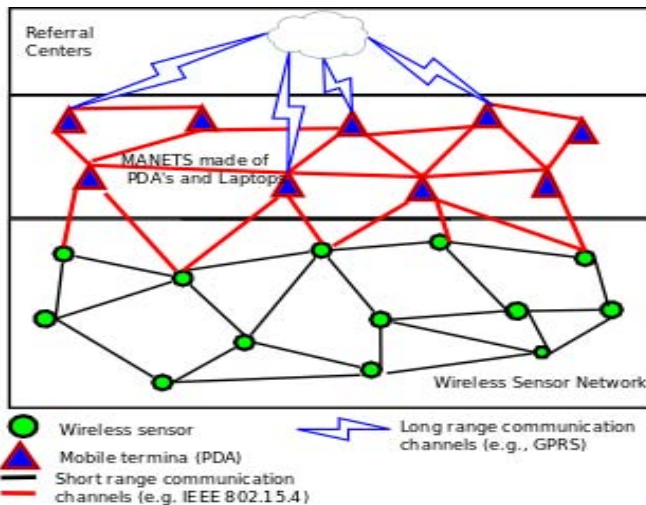 Referral
Centers
MANETS made of
PDA's and Laptops
Wireless Sensor Network
Wireless sensor
Mobile termina (PDA)
Short range communication
channels (e.g. IEEE 802.15.4)
Long range communication
channels (e.g., GPRS)